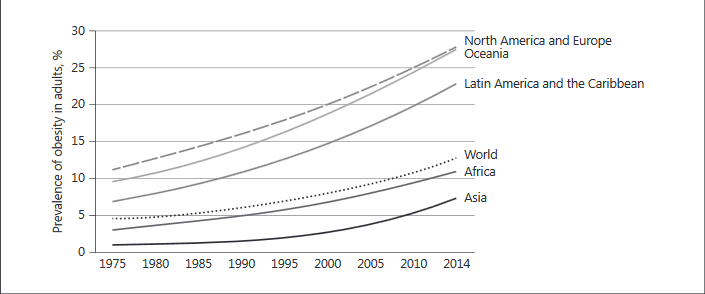 Prevalence of obesity in adults, %
30
25
20
15
10
5
0
North America and Europe
Oceania
Latin America and the Caribbean
World
Africa
Asia
1975 1980 1985 1990 1995 2000 2005 2010 2014